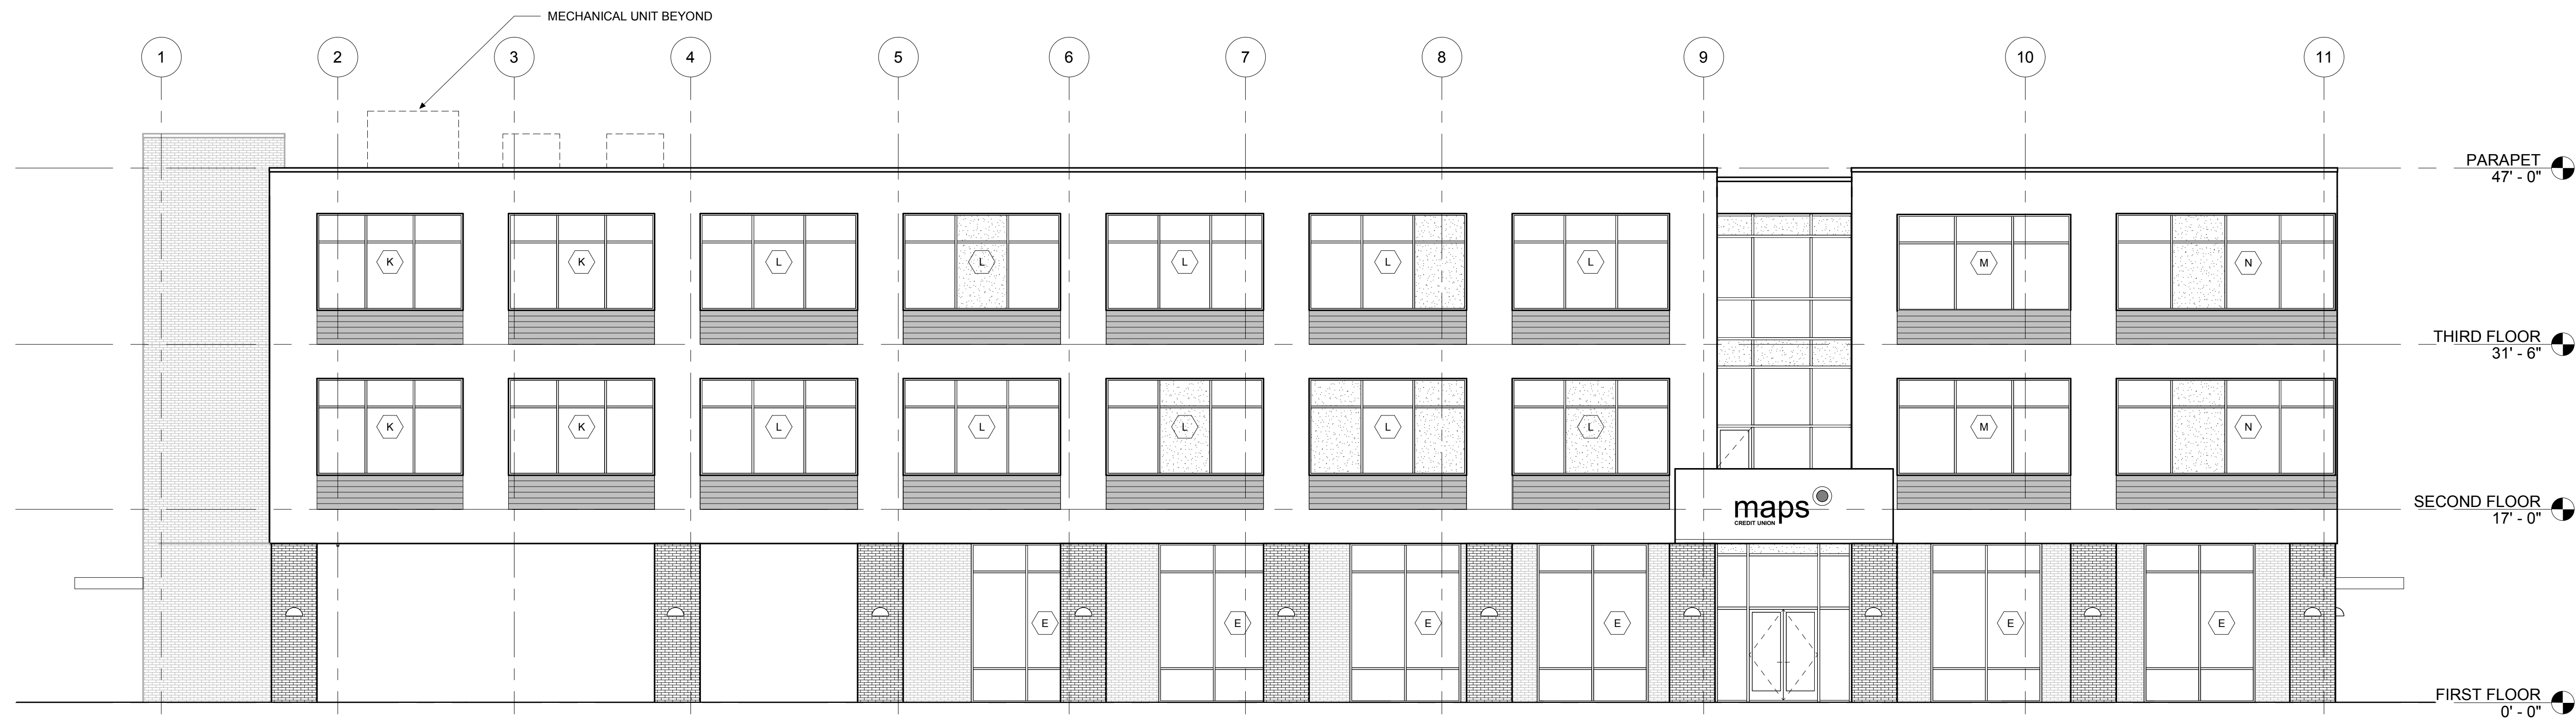 MECHANICAL UNIT BEYOND
1 2 3 4 5 6 7 8 9 10 11
PARAPET
47' - 0"
K K L L L L L M N
THIRD FLOOR
31' - 6"
K K L L L L L M N
SECOND FLOOR
17' - 0"
maps
CREDIT UNION
E E E E E E
FIRST FLOOR
0' - 0"